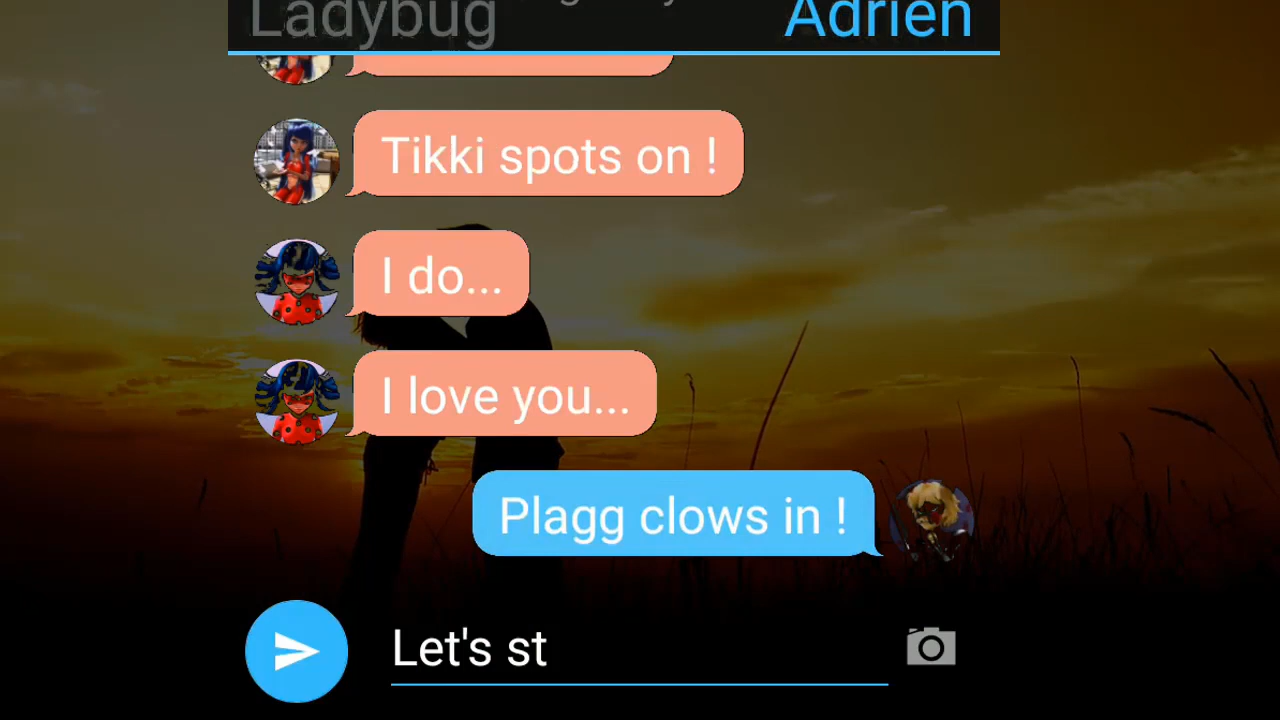 Ladybug Adrien
Tikki spots on !
I do...
I love you...
Plagg clows in !
Let's st